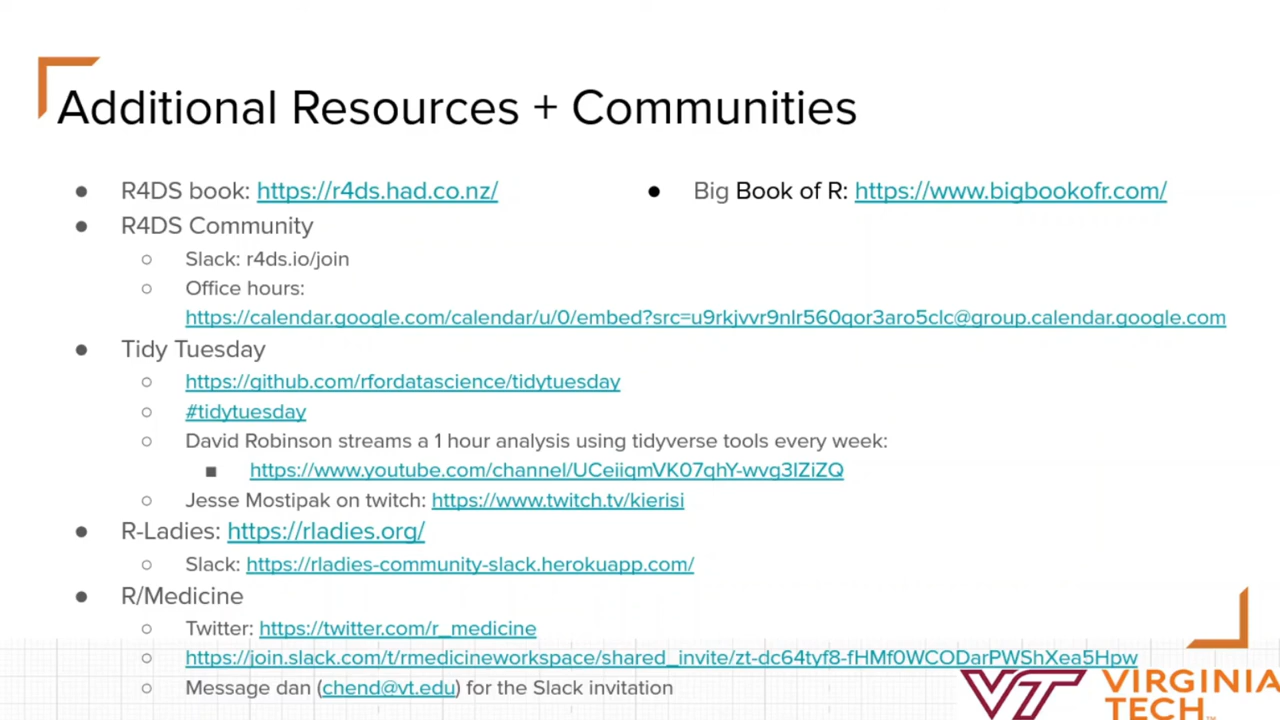 Additional Resources + Communities
● R4DS book: https://r4ds.had.co.nz/
● R4DS Community
○ Slack: r4ds.io/join
○ Office hours:
https://calendar.google.com/calendar/u/0/embed?src=u9rkjvvr9nlr560qor3aro5clc@group.calendar.google.com
● Tidy Tuesday
○ https://github.com/rfordatascience/tidytuesday
○ #tidytuesday
○ David Robinson streams a 1 hour analysis using tidyverse tools every week:
■ https://www.youtube.com/channel/UCeiiqmVK07qhY-wvg3IZiZQ
○ Jesse Mostipak on twitch: https://www.twitch.tv/kierisi
● R-Ladies: https://rladies.org/
○ Slack: https://rladies-community-slack.herokuapp.com/
● R/Medicine
○ Twitter: https://twitter.com/r_medicine
○ https://join.slack.com/t/rmedicineworkspace/shared_invite/zt-dc64tyf8-fHMf0WCODarPWShXea5Hpw
○ Message dan (chend@vt.edu) for the Slack invitation
● Big Book of R: https://www.bigbookofr.com/
VT VIRGINIA
TECH™